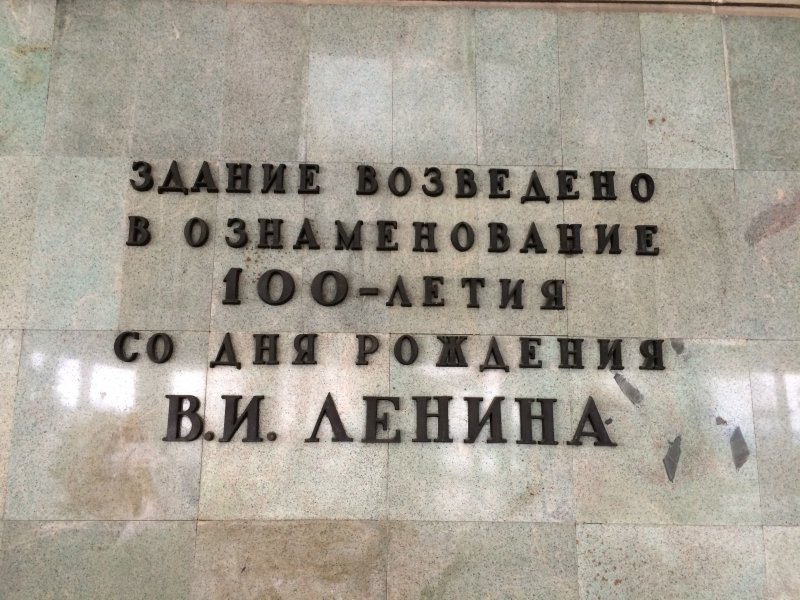 ЗДАНИЕ ВОЗВЕДЕНО
В ОЗНАМЕНОВАНИЕ
100-ЛЕТИЯ
СО ДНЯ РОЖДЕНИЯ
В.И. ЛЕНИНА